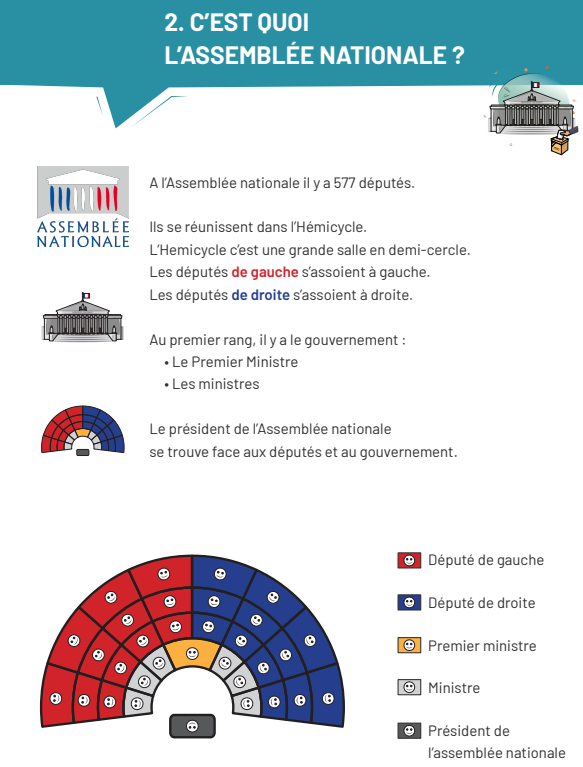 2. C’EST QUOI
L’ASSEMBLÉE NATIONALE ?
ASSEMBLÉE
NATIONALE
A l’Assemblée nationale il y a 577 députés.
Ils se réunissent dans l’Hémicycle.
L’Hemicycle c’est une grande salle en demi-cercle.
Les députés de gauche s’assoient à gauche.
Les députés de droite s’assoient à droite.
Au premier rang, il y a le gouvernement :
• Le Premier Ministre
• Les ministres
Le président de l’Assemblée nationale
se trouve face aux députés et au gouvernement.
Député de gauche
Député de droite
Premier ministre
Ministre
Président de
l’assemblée nationale